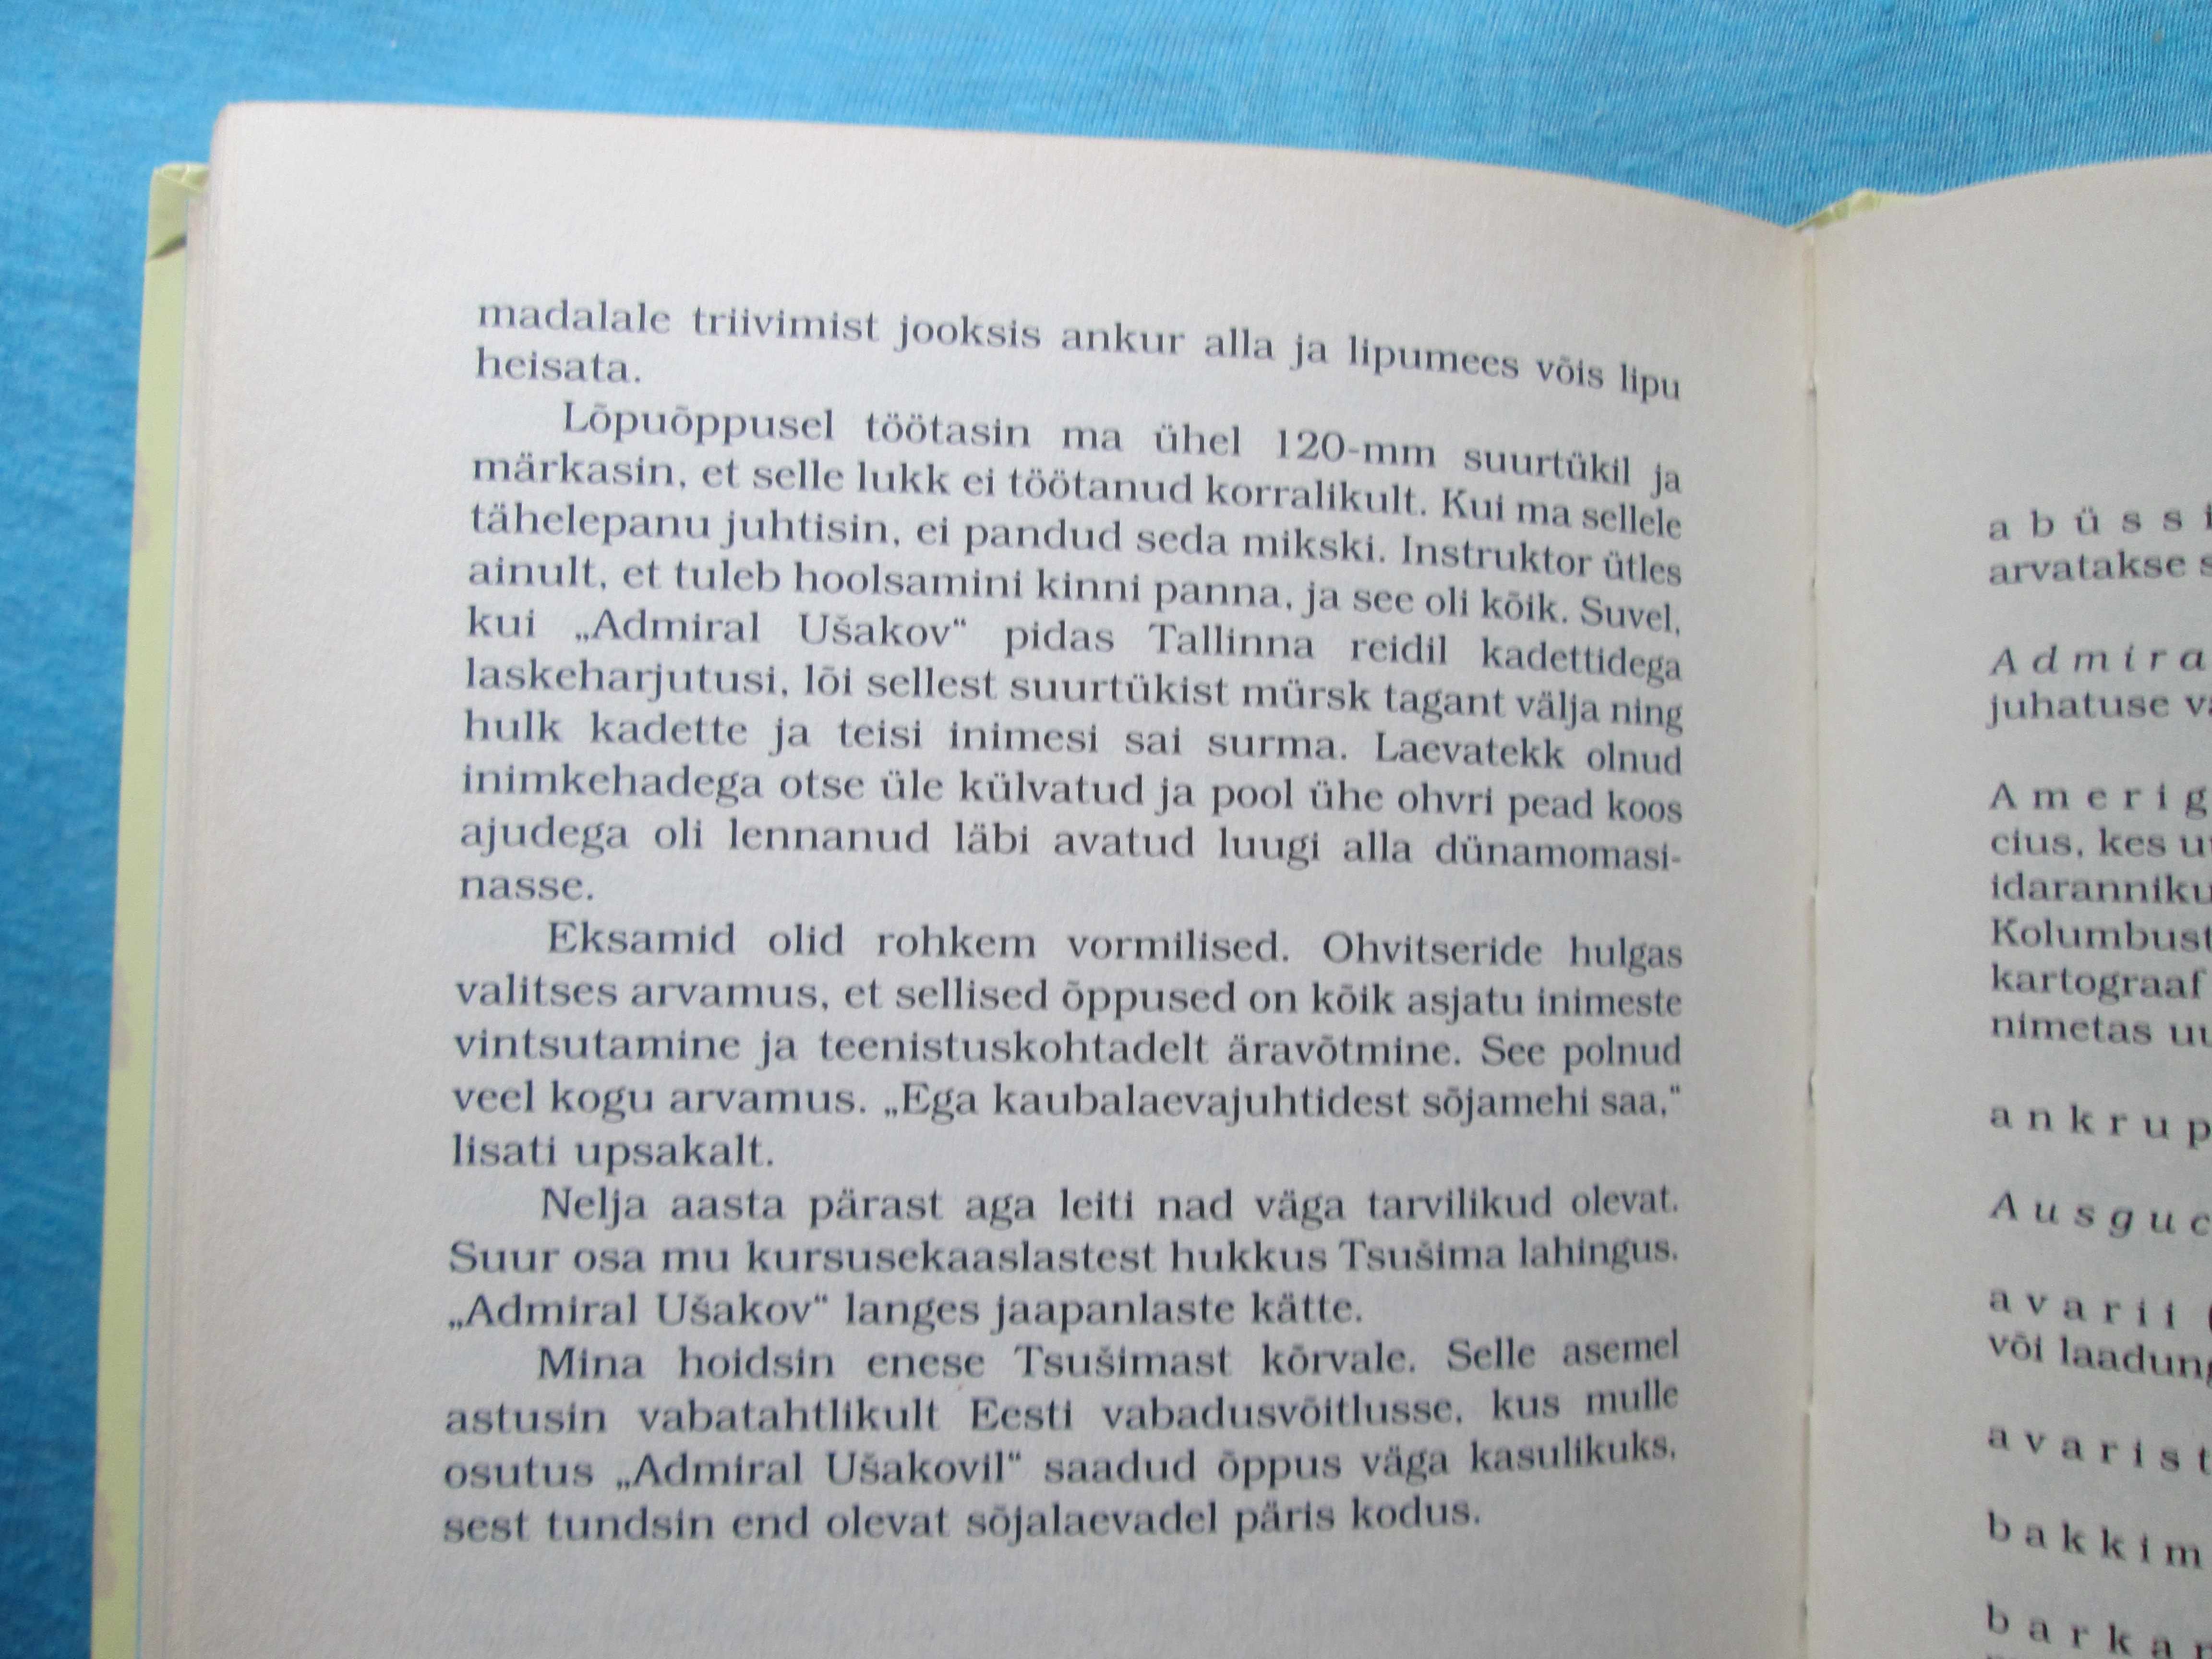 madalale triivimist jooksis ankur alla ja lipumees võis lipu
heisata.
Lõpuõppusel töötasin ma ühel 120-mm suurtükil ja
märkasin, et selle lukk ei töötanud korralikult. Kui ma sellele
tähelepanu juhtisin, ei pandud seda mikski. Instruktor ütles
ainult, et tuleb hoolsamini kinni panna, ja see oli kõik. Suvel,
kui „Admiral Ušakov“ pidas Tallinna reidil kadettidega
laskeharjutusi, lõi sellest suurtükist mürsk tagant välja ning
hulk kadette ja teisi inimesi sai surma. Laevatekk olnud
inimkehadega otse üle külvatud ja pool ühe ohvri pead koos
ajudega oli lennanud läbi avatud luugi alla dünamomasi-
nasse.
Eksamid olid rohkem vormilised. Ohvitseride hulgas
valitses arvamus, et sellised õppused on kõik asjatu inimeste
vintsutamine ja teenistuskohtadelt äravõtmine. See polnud
veel kogu arvamus. „Ega kaubalaevajuhtidest sõjamehi saa,“
lisati upsakalt.
Nelja aasta pärast aga leiti nad väga tarvilikud olevat.
Suur osa mu kursusekaaslastest hukkus Tsušima lahingus.
„Admiral Ušakov“ langes jaapanlaste kätte.
Mina hoidsin enese Tsušimast kõrvale. Selle asemel
astusin vabatahtlikult Eesti vabadusvõitlusse, kus mulle
osutus „Admiral Ušakovil“ saadud õppus väga kasulikuks,
sest tundsin end olevat sõjalaevadel päris kodus.
a b ü s s i
arvatakse s
A d m i r a
juhatuse v
A m e r i g
cius, kes u
idaranniku
Kolumbust
kartograaf
nimetas uu
a n k r u p
A u s g u c
a v a r i i (
või laadung
a v a r i s t
b a k k i m
b a r k a